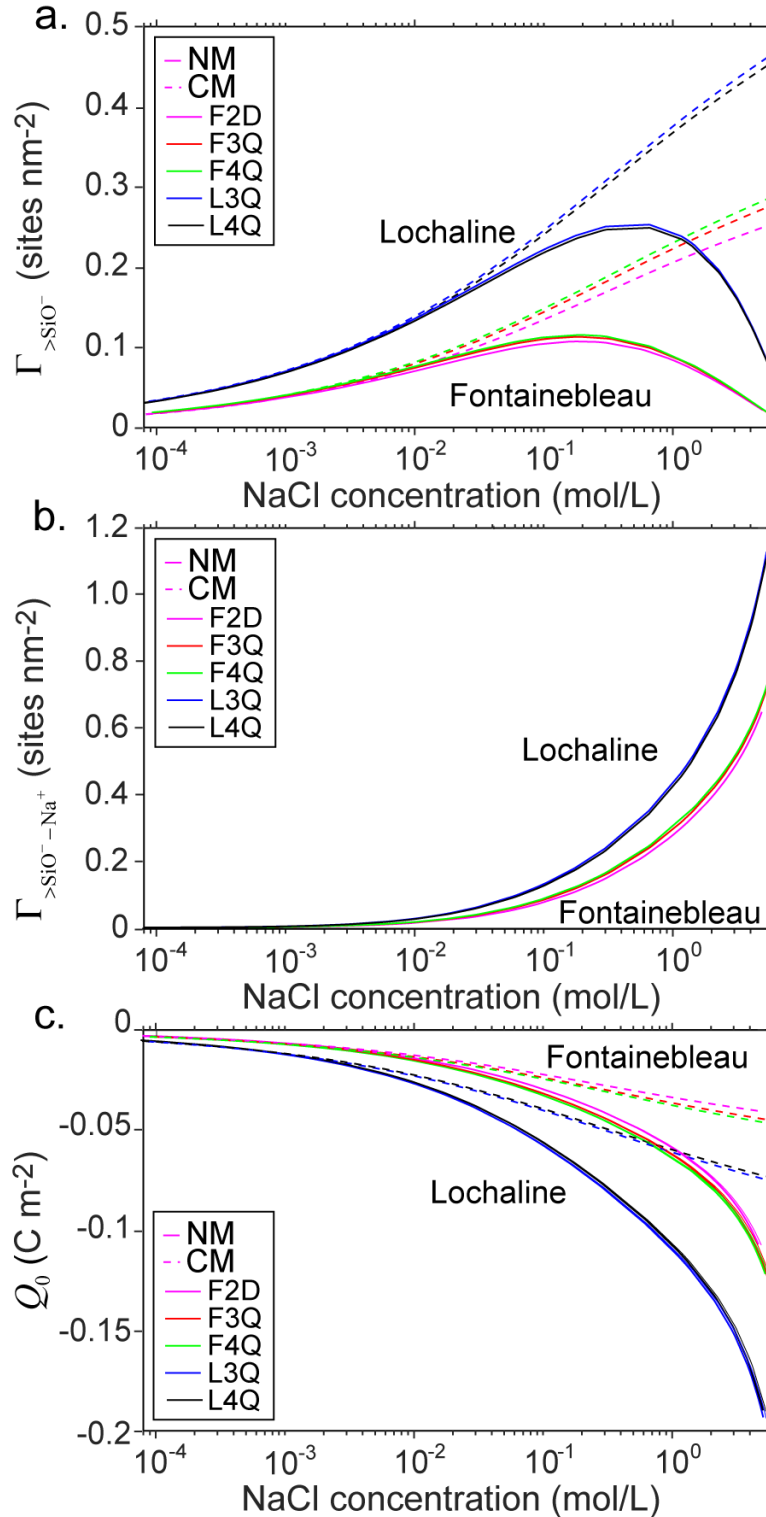 a.
Γ>SiO⁻ (sites nm-2)
0.5
0.4
0.3
0.2
0.1
0
NM
CM
F2D
F3Q
F4Q
L3Q
L4Q
Lochaline
Fontainebleau
10-4 10-3 10-2 10-1 100
NaCl concentration (mol/L)
b.
Γ>SiO⁻−Na⁺ (sites nm-2)
1.2
1.0
0.8
0.6
0.4
0.2
0
NM
CM
F2D
F3Q
F4Q
L3Q
L4Q
Lochaline
Fontainebleau
10-4 10-3 10-2 10-1 100
NaCl concentration (mol/L)
c.
Q0 (C m-2)
0
-0.05
-0.1
-0.15
-0.2
Fontainebleau
Lochaline
NM
CM
F2D
F3Q
F4Q
L3Q
L4Q
10-4 10-3 10-2 10-1 100
NaCl concentration (mol/L)